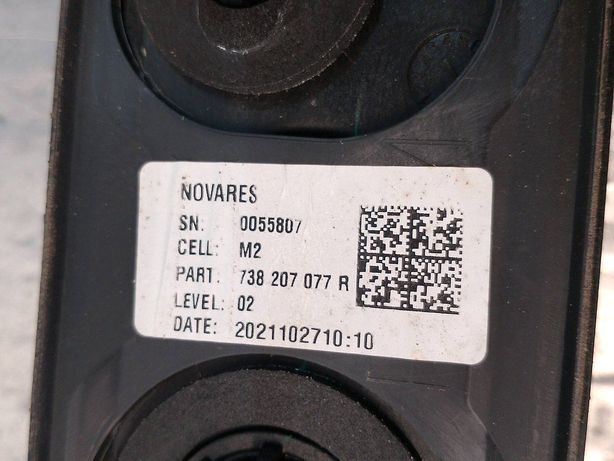 NOVARES
SN: 0055807
CELL: M2
PART: 738 207 077 R
LEVEL: 02
DATE: 2021102710:10